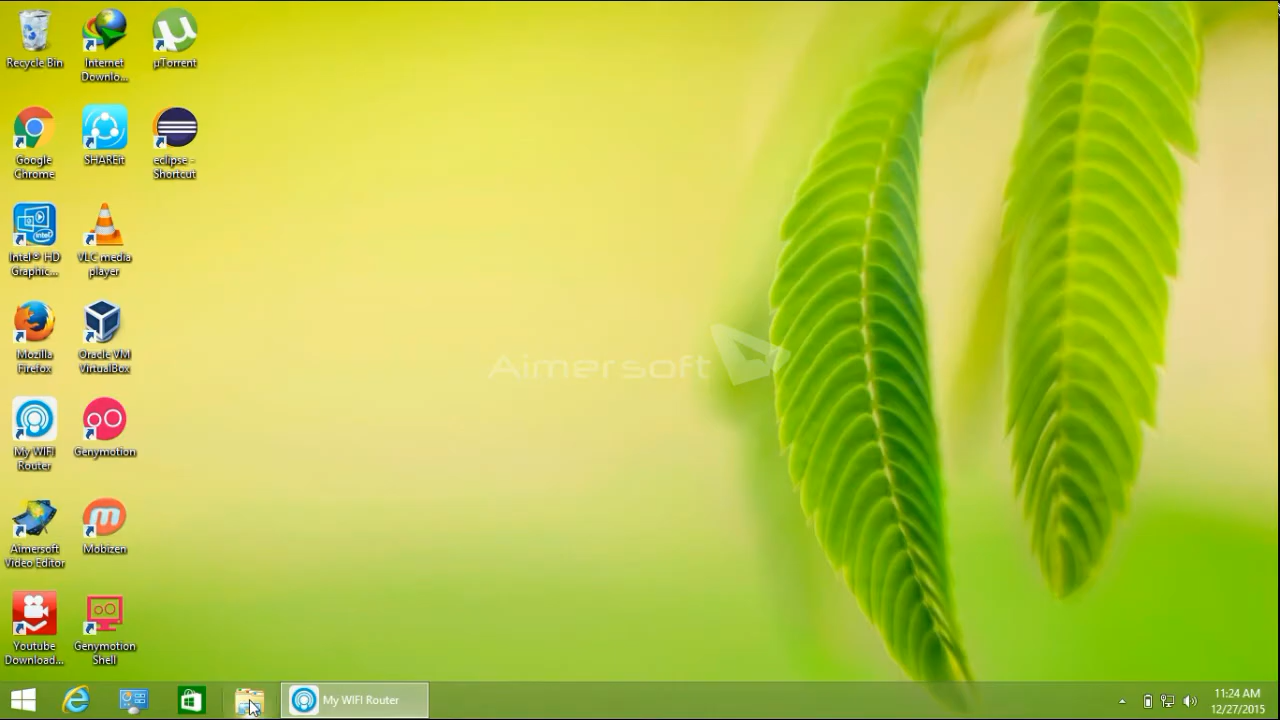 Recycle Bin
Internet
Downlo...
µTorrent
Google
Chrome
SHAREit
eclipse -
Shortcut
Intel® HD
Graphic...
VLC media
player
Mozilla
Firefox
Oracle VM
VirtualBox
My WIFI
Router
Genymotion
Aimersoft
Video Editor
Mobizen
Youtube
Download...
Genymotion
Shell
Aimersoft
My WIFI Router
11:24 AM
12/27/2015